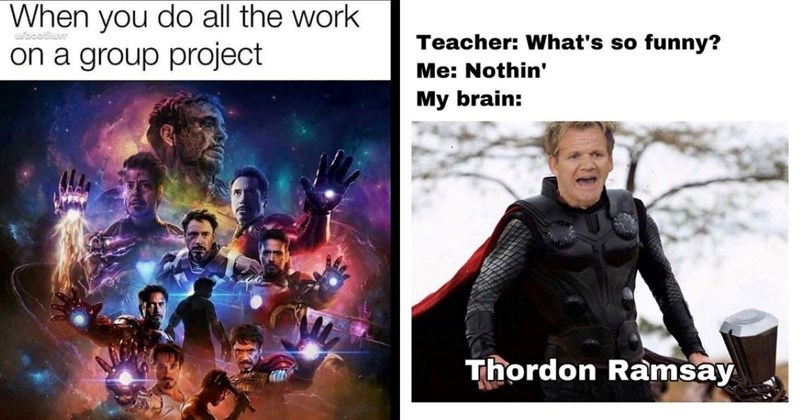 When you do all the work
u/bootiluvr
on a group project
Teacher: What's so funny?
Me: Nothin'
My brain:
Thordon Ramsay